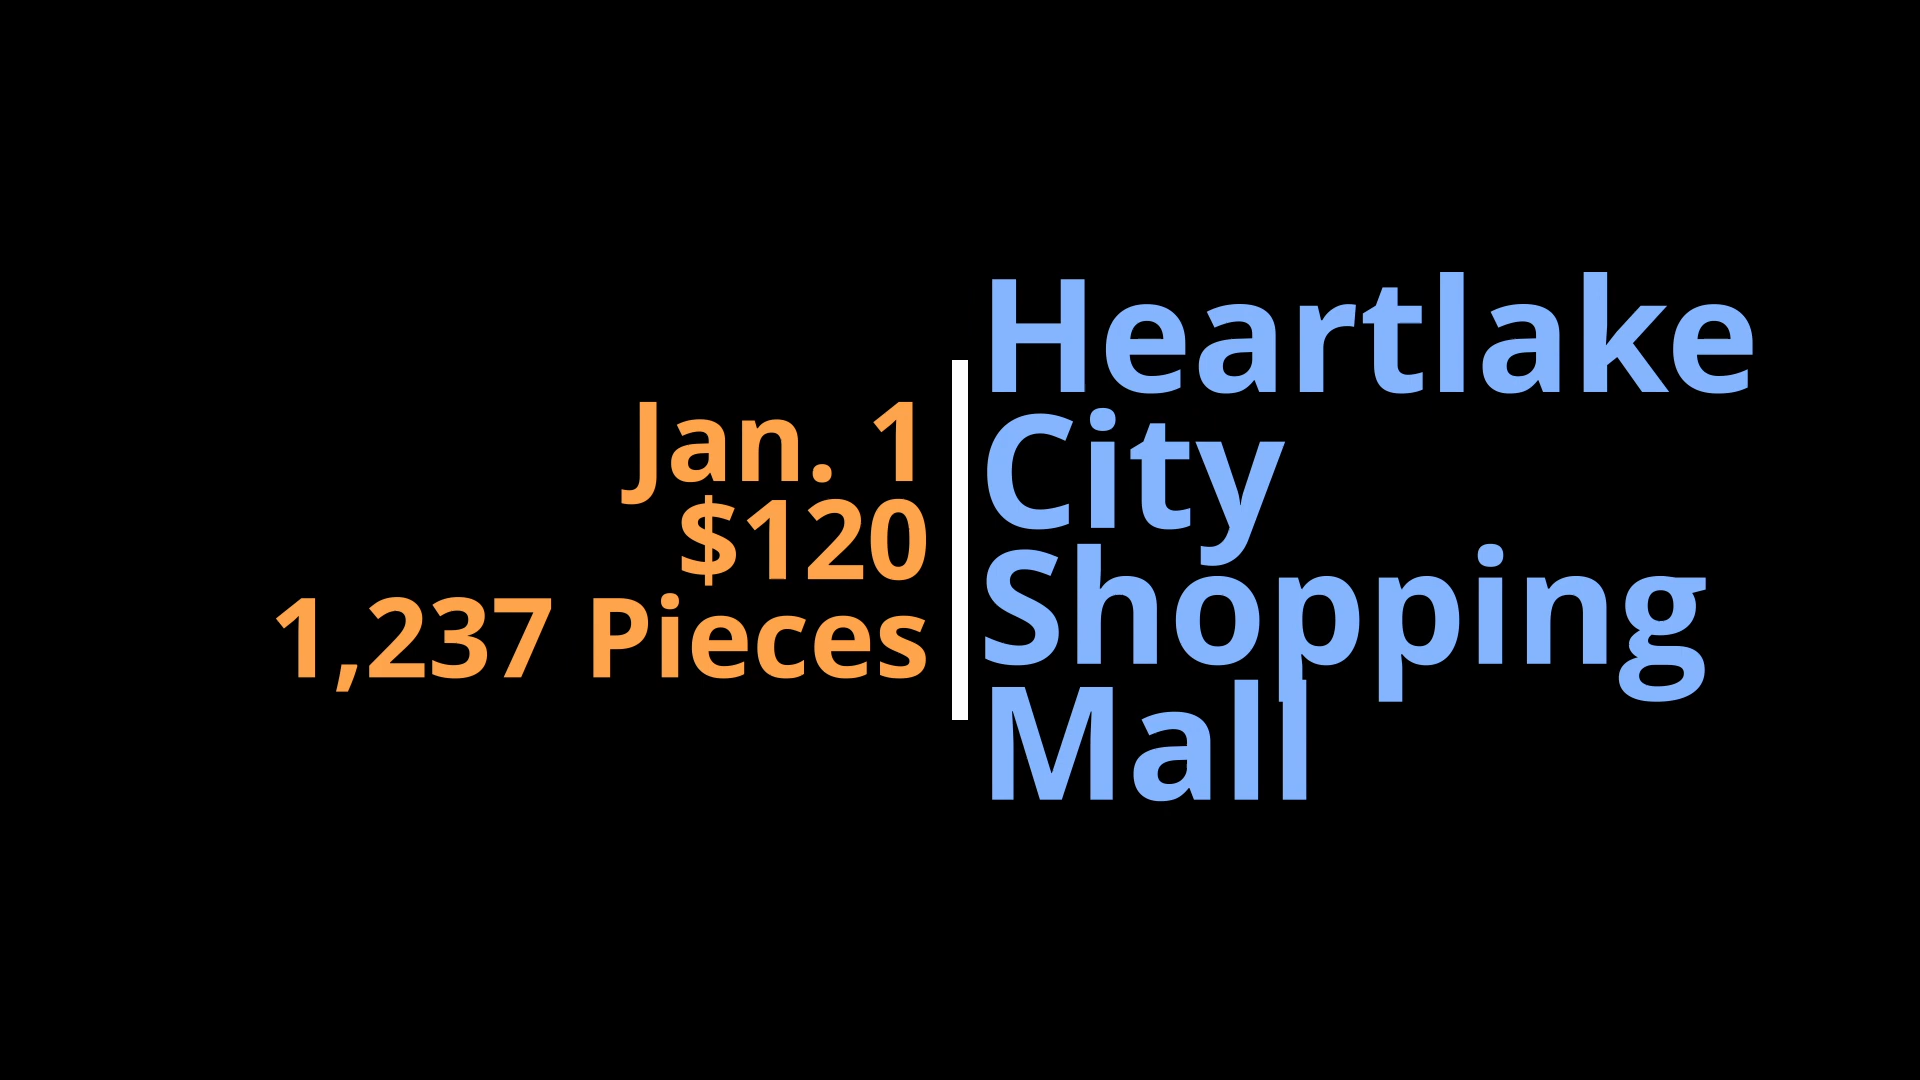 Jan. 1
$120
1,237 Pieces
Heartlake
City
Shopping
Mall